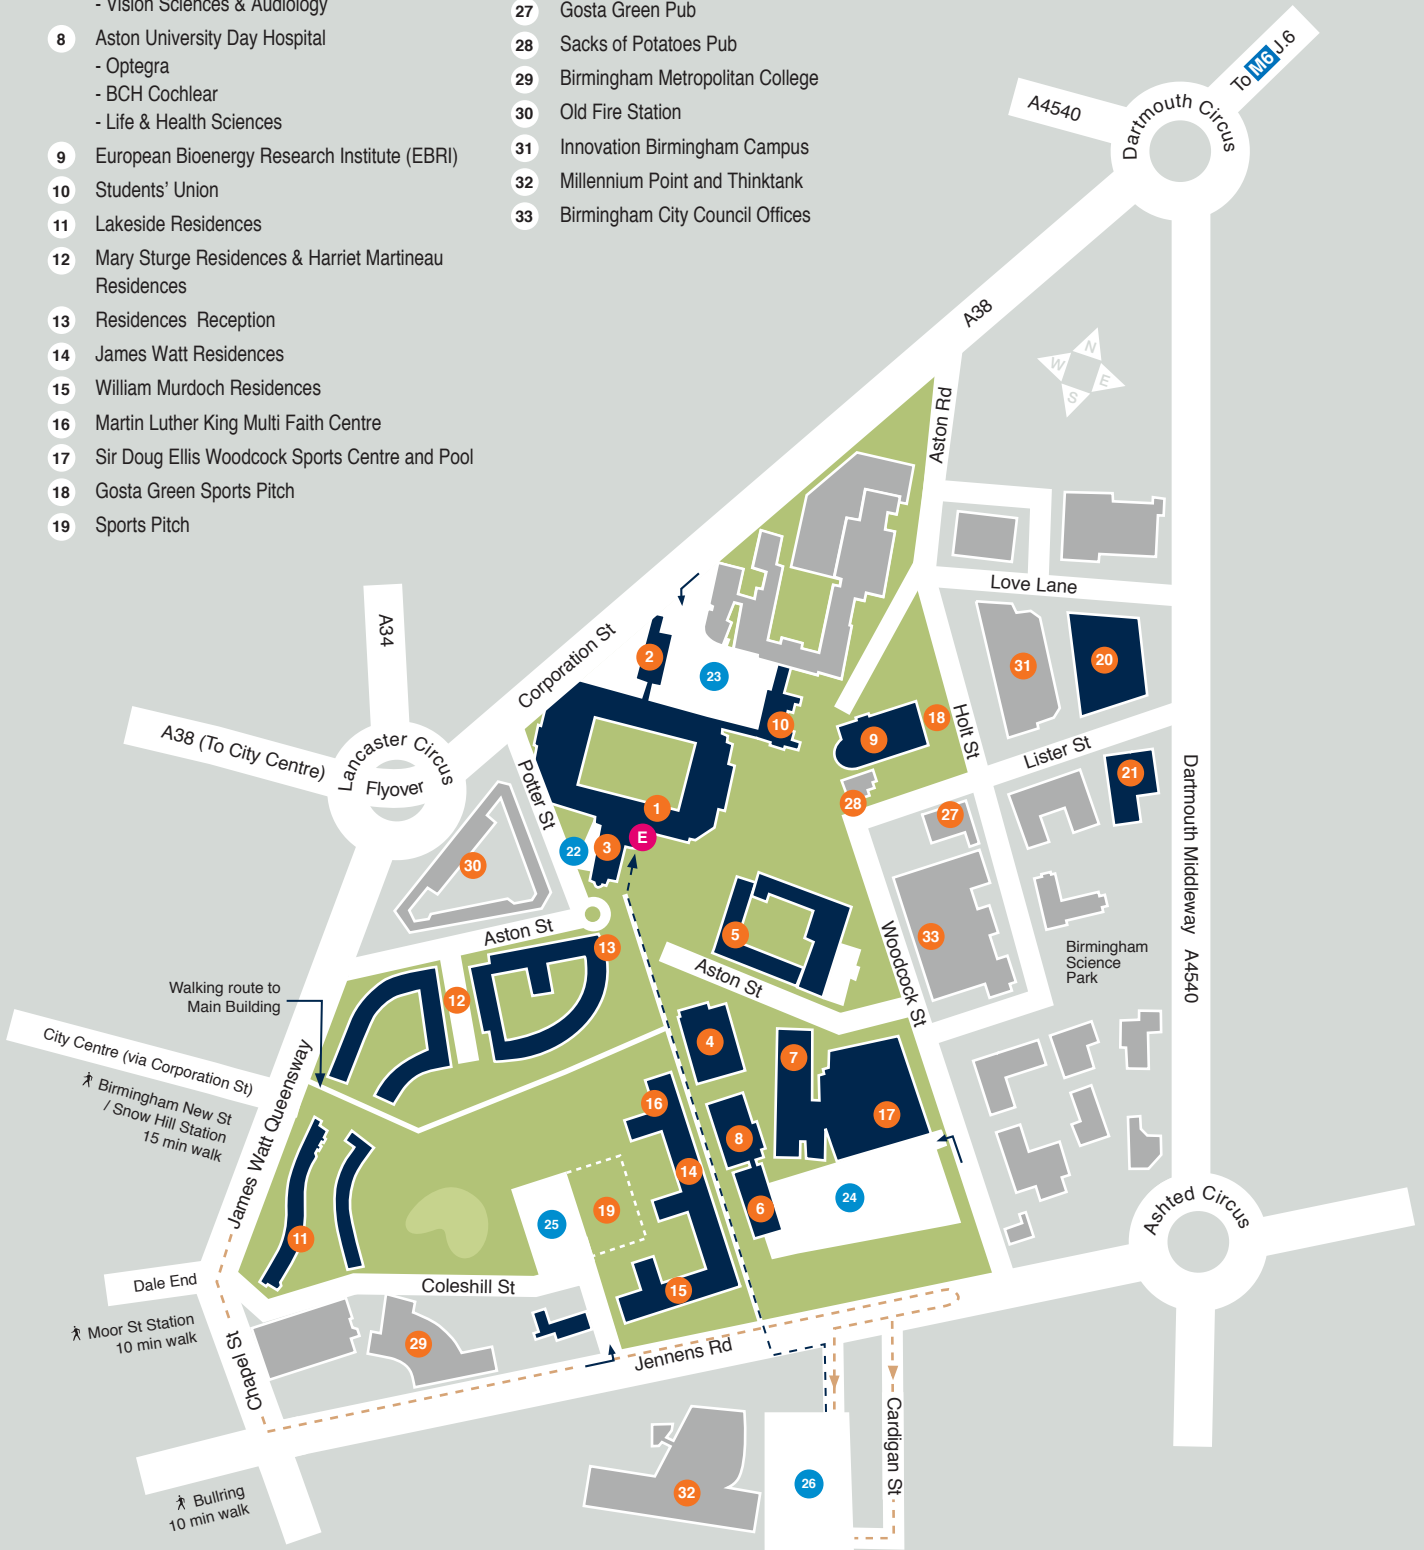 - Vision Sciences & Audiology
8 Aston University Day Hospital
- Optegra
- BCH Cochlear
- Life & Health Sciences
9 European Bioenergy Research Institute (EBRI)
10 Students’ Union
11 Lakeside Residences
12 Mary Sturge Residences & Harriet Martineau
Residences
13 Residences Reception
14 James Watt Residences
15 William Murdoch Residences
16 Martin Luther King Multi Faith Centre
17 Sir Doug Ellis Woodcock Sports Centre and Pool
18 Gosta Green Sports Pitch
19 Sports Pitch
27 Gosta Green Pub
28 Sacks of Potatoes Pub
29 Birmingham Metropolitan College
30 Old Fire Station
31 Innovation Birmingham Campus
32 Millennium Point and Thinktank
33 Birmingham City Council Offices
To M6 J.6
A4540
Dartmouth Circus
A38
N
W
E
S
Aston Rd
Love Lane
A34
Corporation St
2
23
31
20
10
18
9
Holt St
A38 (To City Centre)
Lancaster Circus
Flyover
Lister St
21
Potter St
1
28
27
E
3
22
30
Dartmouth Middleway A4540
Aston St
13
5
33
Woodcock St
Birmingham
Science
Park
Aston St
Walking route to
Main Building
12
City Centre (via Corporation St)
4
7
Birmingham New St
/ Snow Hill Station
15 min walk
James Watt Queensway
16
17
8
14
24
6
19
25
11
Ashted Circus
Dale End
Coleshill St
15
Moor St Station
10 min walk
29
Chapel St
Jennens Rd
Cardigan St
32
26
Bullring
10 min walk